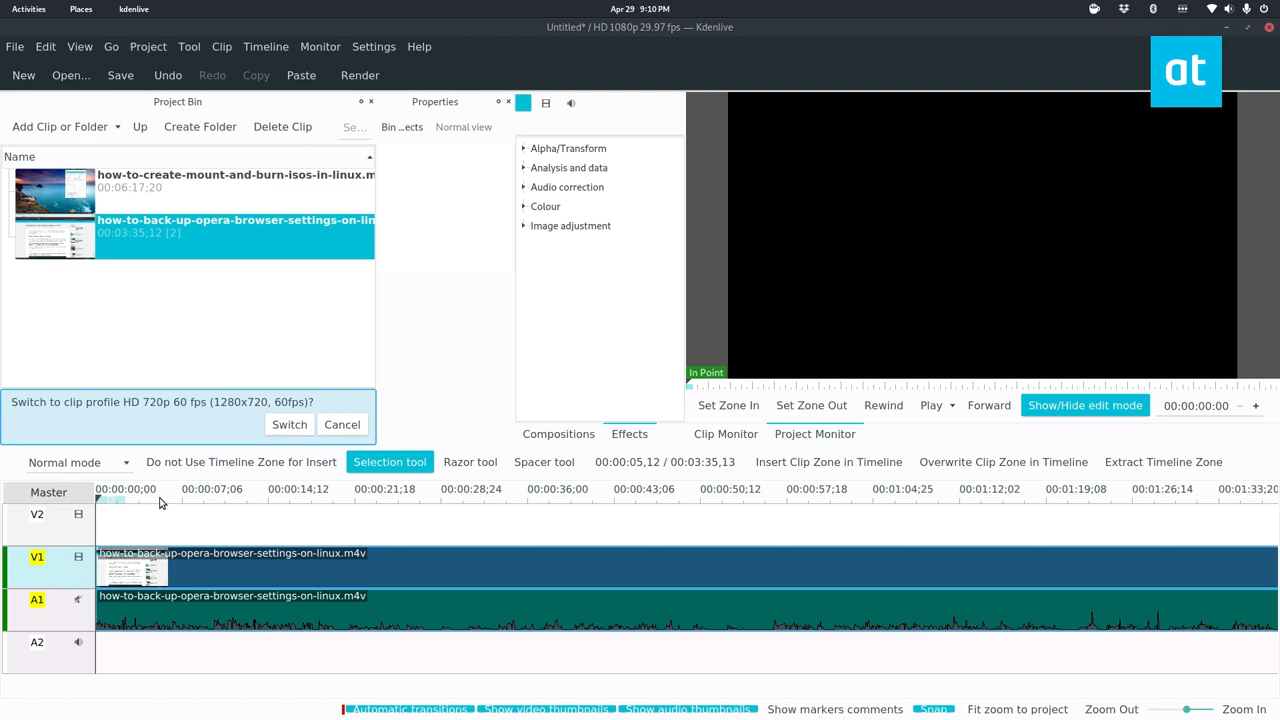 Activities Places kdenlive Apr 29 9:10 PM
Untitled* / HD 1080p 29.97 fps — Kdenlive
File Edit View Go Project Tool Clip Timeline Monitor Settings Help
at
New Open... Save Undo Redo Copy Paste Render
Project Bin Properties
Add Clip or Folder Up Create Folder Delete Clip Se... Bin ...ects Normal view
Name
how-to-create-mount-and-burn-isos-in-linux.m
00:06:17;20
how-to-back-up-opera-browser-settings-on-lin
00:03:35;12 [2]
Alpha/Transform
Analysis and data
Audio correction
Colour
Image adjustment
In Point
Switch to clip profile HD 720p 60 fps (1280x720, 60fps)?
Switch Cancel
Set Zone In Set Zone Out Rewind Play Forward Show/Hide edit mode 00:00:00:00 − +
Compositions Effects Clip Monitor Project Monitor
Normal mode Do not Use Timeline Zone for Insert Selection tool Razor tool Spacer tool 00:00:05,12 / 00:03:35,13 Insert Clip Zone in Timeline Overwrite Clip Zone in Timeline Extract Timeline Zone
Master 00:00:00;00 00:00:07;06 00:00:14;12 00:00:21;18 00:00:28;24 00:00:36;00 00:00:43;06 00:00:50;12 00:00:57;18 00:01:04;25 00:01:12;02 00:01:19;08 00:01:26;14 00:01:33;20
V2
V1 how-to-back-up-opera-browser-settings-on-linux.m4v
A1 how-to-back-up-opera-browser-settings-on-linux.m4v
A2
Automatic transitions Show video thumbnails Show audio thumbnails Show markers comments Snap Fit zoom to project Zoom Out Zoom In